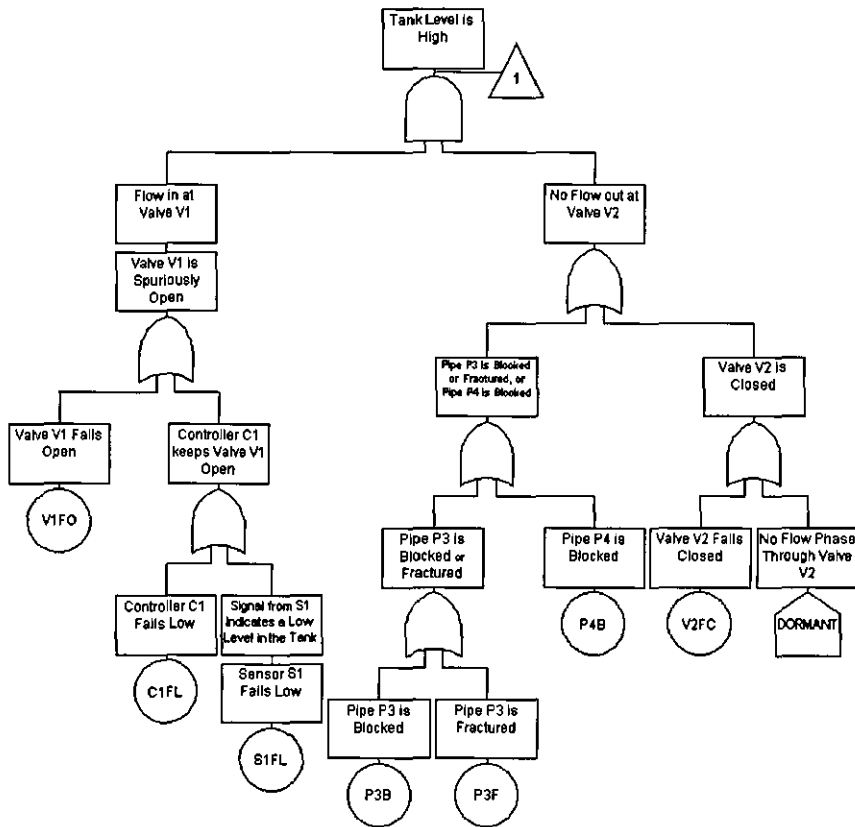 Tank Level is
High
1
Flow in at
Valve V1
No Flow out at
Valve V2
Valve V1 is
Spuriously
Open
Pipe P3 is Blocked
or Fractured, or
Pipe P4 is Blocked
Valve V2 is
Closed
Valve V1 Fails
Open
Controller C1
keeps Valve V1
Open
V1FO
Pipe P3 is
Blocked or
Fractured
Pipe P4 is
Blocked
Valve V2 Fails
Closed
No Flow Phase
Through Valve
V2
Controller C1
Fails Low
Signal from S1
Indicates a Low
Level in the Tank
P4B
V2FC
DORMANT
C1FL
Sensor S1
Fails Low
S1FL
Pipe P3 is
Blocked
Pipe P3 is
Fractured
P3B
P3F